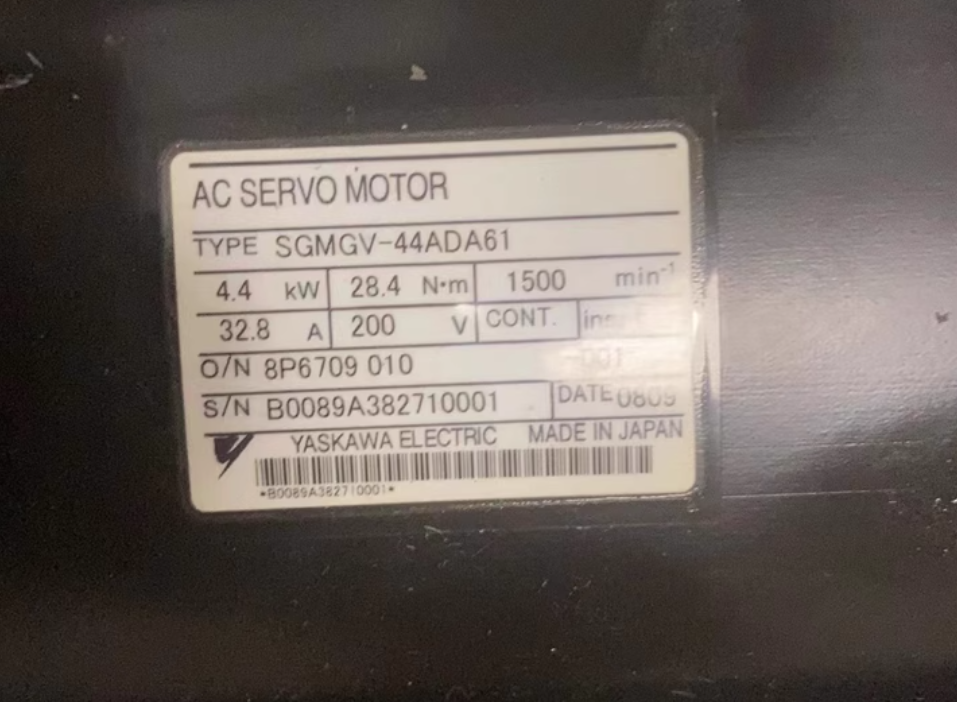 AC SERVO MOTOR
TYPE SGMGV-44ADA61
4.4 kW 28.4 N·m 1500 min⁻¹
32.8 A 200 V CONT.
O/N 8P6709 010 -001
S/N B0089A382710001 DATE 0809
YASKAWA ELECTRIC MADE IN JAPAN
*B0089A382710001*